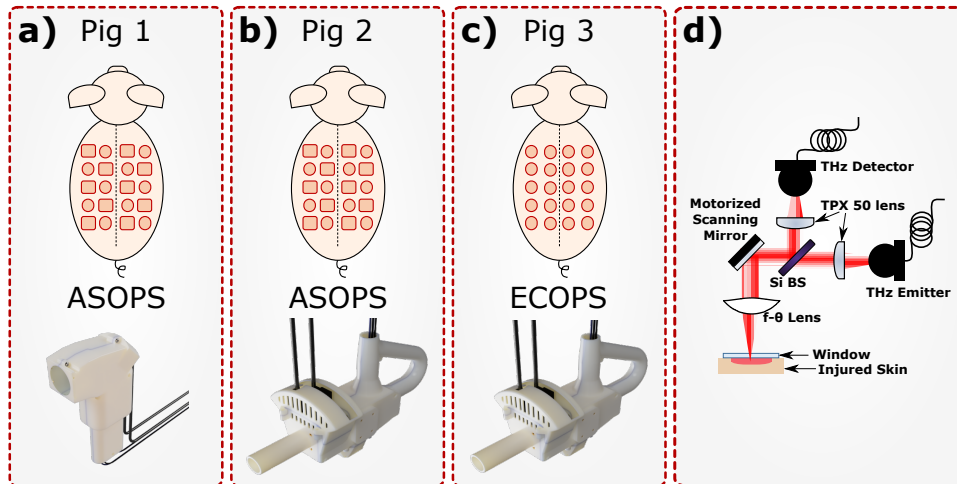 a) Pig 1
ASOPS
b) Pig 2
ASOPS
c) Pig 3
ECOPS
d)
THz Detector
TPX 50 lens
Motorized
Scanning
Mirror
Si BS
THz Emitter
f-θ Lens
Window
Injured Skin